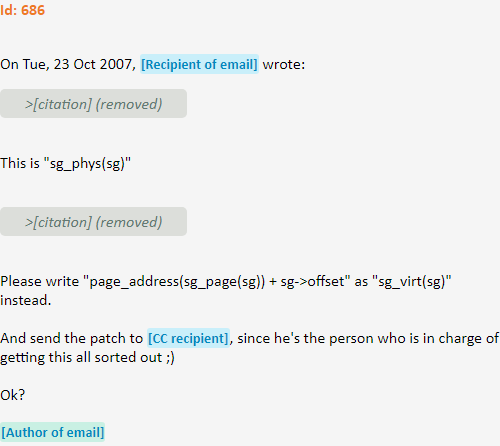 Id: 686
On Tue, 23 Oct 2007, [Recipient of email] wrote:
>[citation] (removed)
This is "sg_phys(sg)"
>[citation] (removed)
Please write "page_address(sg_page(sg)) + sg->offset" as "sg_virt(sg)"
instead.
And send the patch to [CC recipient], since he's the person who is in charge of
getting this all sorted out ;)
Ok?
[Author of email]